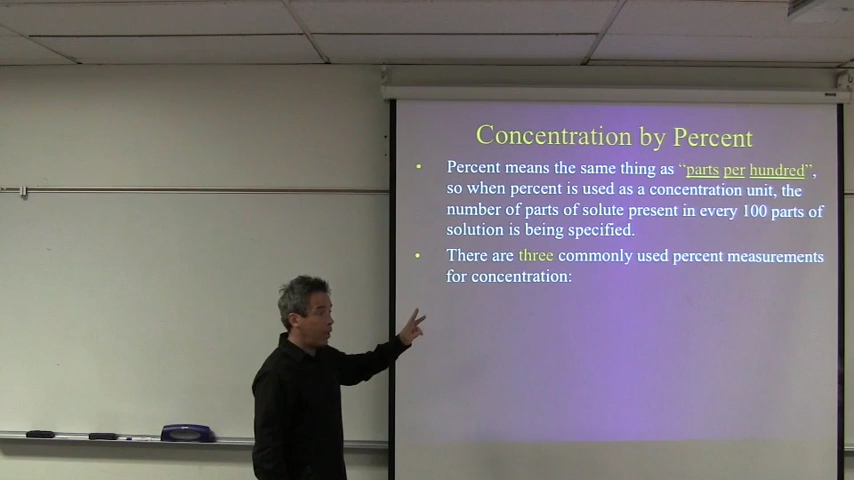 Concentration by Percent
• Percent means the same thing as “parts per hundred”,
so when percent is used as a concentration unit, the
number of parts of solute present in every 100 parts of
solution is being specified.
• There are three commonly used percent measurements
for concentration: